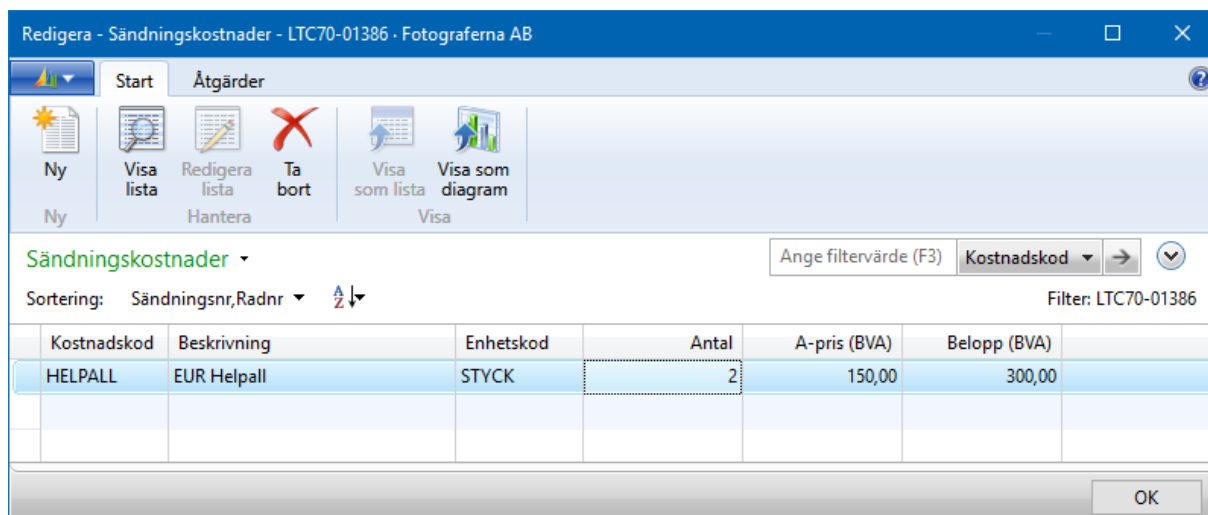 Redigera - Sändningskostnader - LTC70-01386 · Fotograferna AB
Start Åtgärder
Ny Visa lista Redigera lista Ta bort Visa som lista Visa som diagram
Ny Hantera Visa
Sändningskostnader Ange filtervärde (F3) Kostnadskod
Sortering: Sändningsnr,Radnr Filter: LTC70-01386
Kostnadskod Beskrivning Enhetskod Antal A-pris (BVA) Belopp (BVA)
HELPALL EUR Helpall STYCK 2 150,00 300,00
OK